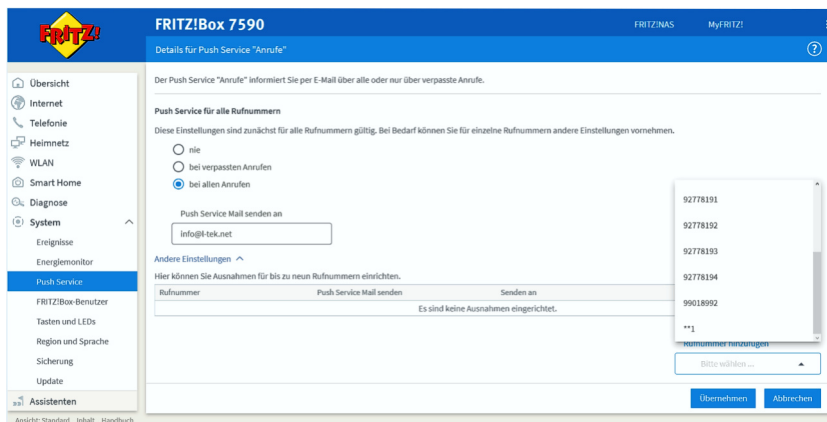 FRITZ!
FRITZ!Box 7590
FRITZ!NAS
MyFRITZ!
Details für Push Service "Anrufe"
?
Übersicht
Internet
Telefonie
Heimnetz
WLAN
Smart Home
Diagnose
System
Ereignisse
Energiemonitor
Push Service
FRITZ!Box-Benutzer
Tasten und LEDs
Region und Sprache
Sicherung
Update
Assistenten
Ansicht: Standard Inhalt Handbuch
Der Push Service "Anrufe" informiert Sie per E-Mail über alle oder nur über verpasste Anrufe.
Push Service für alle Rufnummern
Diese Einstellungen sind zunächst für alle Rufnummern gültig. Bei Bedarf können Sie für einzelne Rufnummern andere Einstellungen vornehmen.
nie
bei verpassten Anrufen
bei allen Anrufen
Push Service Mail senden an
info@l-tek.net
Andere Einstellungen
Hier können Sie Ausnahmen für bis zu neun Rufnummern einrichten.
Rufnummer Push Service Mail senden Senden an
Es sind keine Ausnahmen eingerichtet.
92778191
92778192
92778193
92778194
99018992
**1
Rufnummer hinzufügen
Bitte wählen ...
Übernehmen Abbrechen